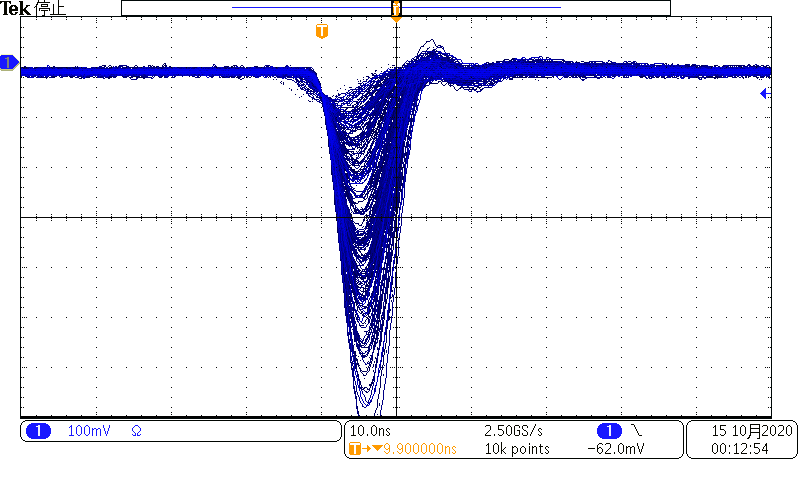 Tek 停止
T
T
1
1 100mV Ω
10.0ns 2.50GS/s 1
T→▼9.900000ns 10k points −62.0mV
15 10月2020
00:12:54